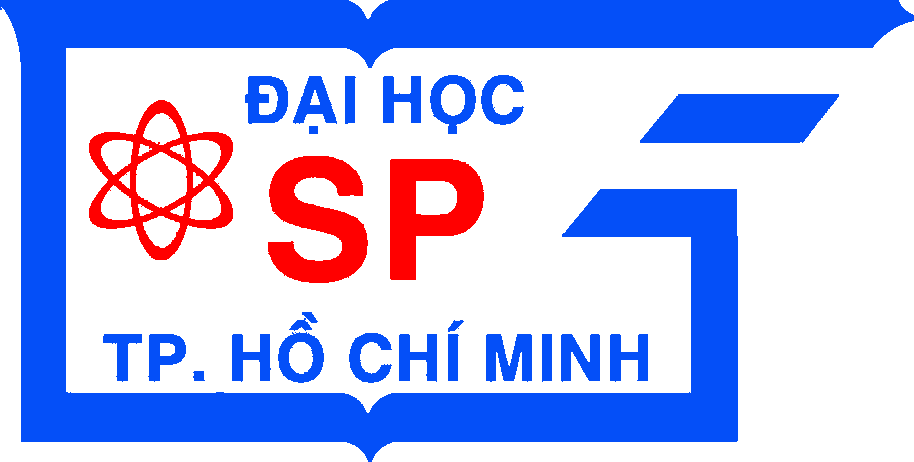 ĐẠI HỌC
SP
TP. HỒ CHÍ MINH